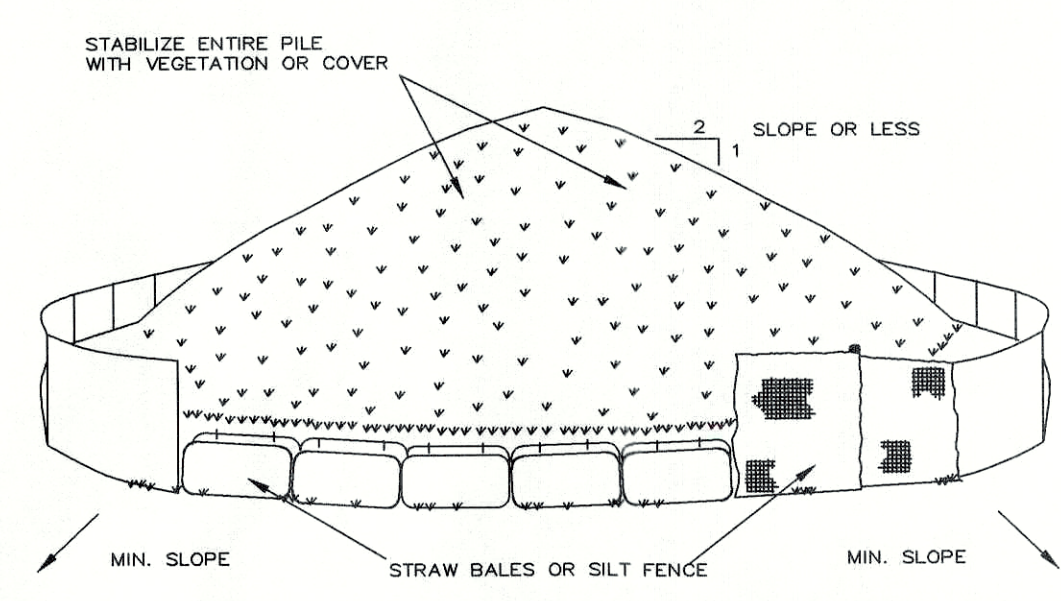 STABILIZE ENTIRE PILE
WITH VEGETATION OR COVER
2
1
SLOPE OR LESS
MIN. SLOPE
STRAW BALES OR SILT FENCE
MIN. SLOPE